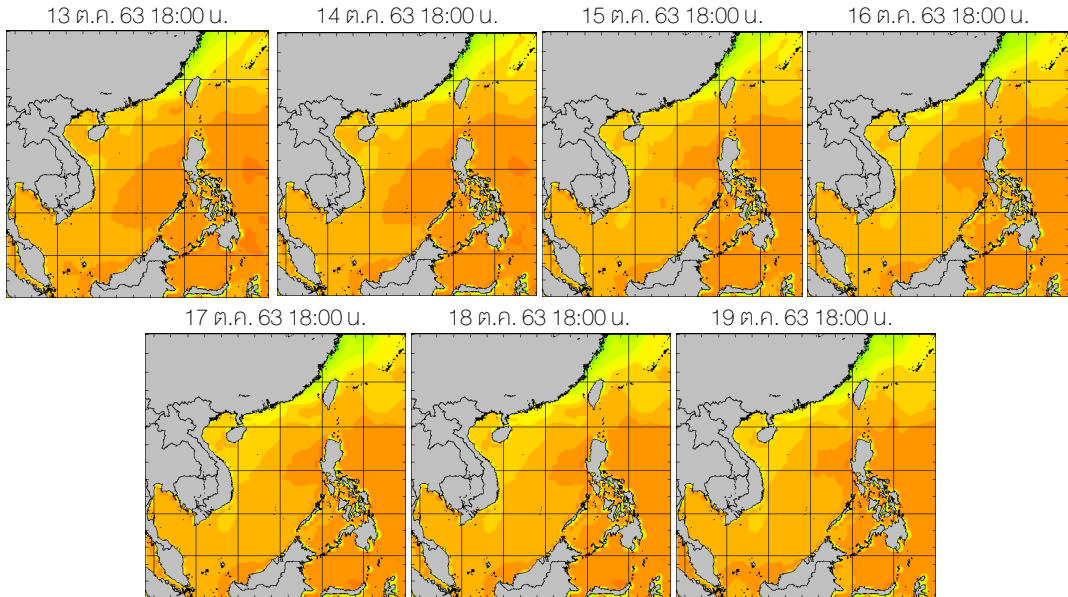 13 ต.ค. 63 18:00 น.
14 ต.ค. 63 18:00 น.
15 ต.ค. 63 18:00 น.
16 ต.ค. 63 18:00 น.
17 ต.ค. 63 18:00 น.
18 ต.ค. 63 18:00 น.
19 ต.ค. 63 18:00 น.